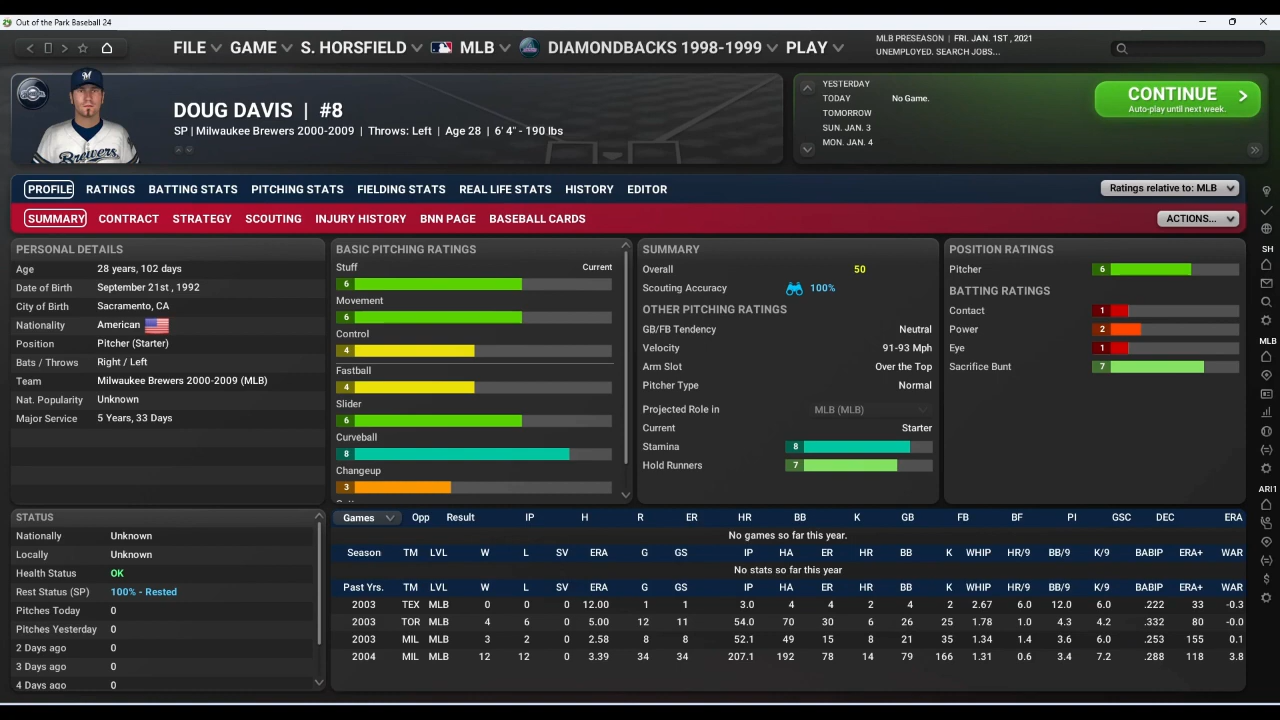 Out of the Park Baseball 24
FILE GAME S. HORSFIELD MLB DIAMONDBACKS 1998-1999 PLAY
MLB PRESEASON | FRI. JAN. 1ST , 2021
UNEMPLOYED. SEARCH JOBS...
DOUG DAVIS | #8
SP | Milwaukee Brewers 2000-2009 | Throws: Left | Age 28 | 6' 4" - 190 lbs
YESTERDAY
TODAY No Game.
TOMORROW
SUN. JAN. 3
MON. JAN. 4
CONTINUE
Auto-play until next week.
PROFILE RATINGS BATTING STATS PITCHING STATS FIELDING STATS REAL LIFE STATS HISTORY EDITOR
Ratings relative to: MLB
SUMMARY CONTRACT STRATEGY SCOUTING INJURY HISTORY BNN PAGE BASEBALL CARDS
ACTIONS...
PERSONAL DETAILS
Age 28 years, 102 days
Date of Birth September 21st , 1992
City of Birth Sacramento, CA
Nationality American
Position Pitcher (Starter)
Bats / Throws Right / Left
Team Milwaukee Brewers 2000-2009 (MLB)
Nat. Popularity Unknown
Major Service 5 Years, 33 Days
BASIC PITCHING RATINGS
Stuff Current
6
Movement
6
Control
4
Fastball
4
Slider
6
Curveball
8
Changeup
3
SUMMARY
Overall 50
Scouting Accuracy 100%
OTHER PITCHING RATINGS
GB/FB Tendency Neutral
Velocity 91-93 Mph
Arm Slot Over the Top
Pitcher Type Normal
Projected Role in MLB (MLB)
Current Starter
Stamina 8
Hold Runners 7
POSITION RATINGS
Pitcher 6
BATTING RATINGS
Contact 1
Power 2
Eye 1
Sacrifice Bunt 7
SH
MLB
ARI1
STATUS
Nationally Unknown
Locally Unknown
Health Status OK
Rest Status (SP) 100% - Rested
Pitches Today 0
Pitches Yesterday 0
2 Days ago 0
3 Days ago 0
4 Days ago 0
Games Opp Result IP H R ER HR BB K GB FB BF PI GSC DEC ERA
No games so far this year.
Season TM LVL W L SV ERA G GS IP HA ER HR BB K WHIP HR/9 BB/9 K/9 BABIP ERA+ WAR
No stats so far this year
Past Yrs. TM LVL W L SV ERA G GS IP HA ER HR BB K WHIP HR/9 BB/9 K/9 BABIP ERA+ WAR
2003 TEX MLB 0 0 0 12.00 1 1 3.0 4 4 2 4 2 2.67 6.0 12.0 6.0 .222 33 -0.3
2003 TOR MLB 4 6 0 5.00 12 11 54.0 70 30 6 26 25 1.78 1.0 4.3 4.2 .332 80 -0.0
2003 MIL MLB 3 2 0 2.58 8 8 52.1 49 15 8 21 35 1.34 1.4 3.6 6.0 .253 155 0.1
2004 MIL MLB 12 12 0 3.39 34 34 207.1 192 78 14 79 166 1.31 0.6 3.4 7.2 .288 118 3.8